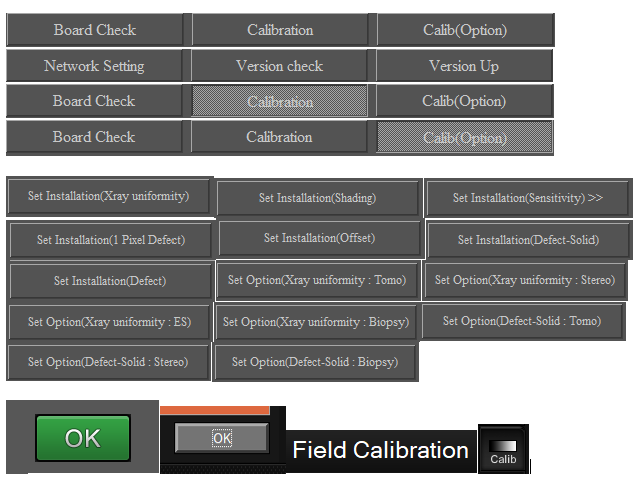 Board Check Calibration Calib(Option)
Network Setting Version check Version Up
Board Check Calibration Calib(Option)
Board Check Calibration Calib(Option)
Set Installation(Xray uniformity) Set Installation(Shading) Set Installation(Sensitivity) >>
Set Installation(1 Pixel Defect) Set Installation(Offset) Set Installation(Defect-Solid)
Set Installation(Defect) Set Option(Xray uniformity : Tomo) Set Option(Xray uniformity : Stereo)
Set Option(Xray uniformity : ES) Set Option(Xray uniformity : Biopsy) Set Option(Defect-Solid : Tomo)
Set Option(Defect-Solid : Stereo) Set Option(Defect-Solid : Biopsy)
OK OK Field Calibration Calib